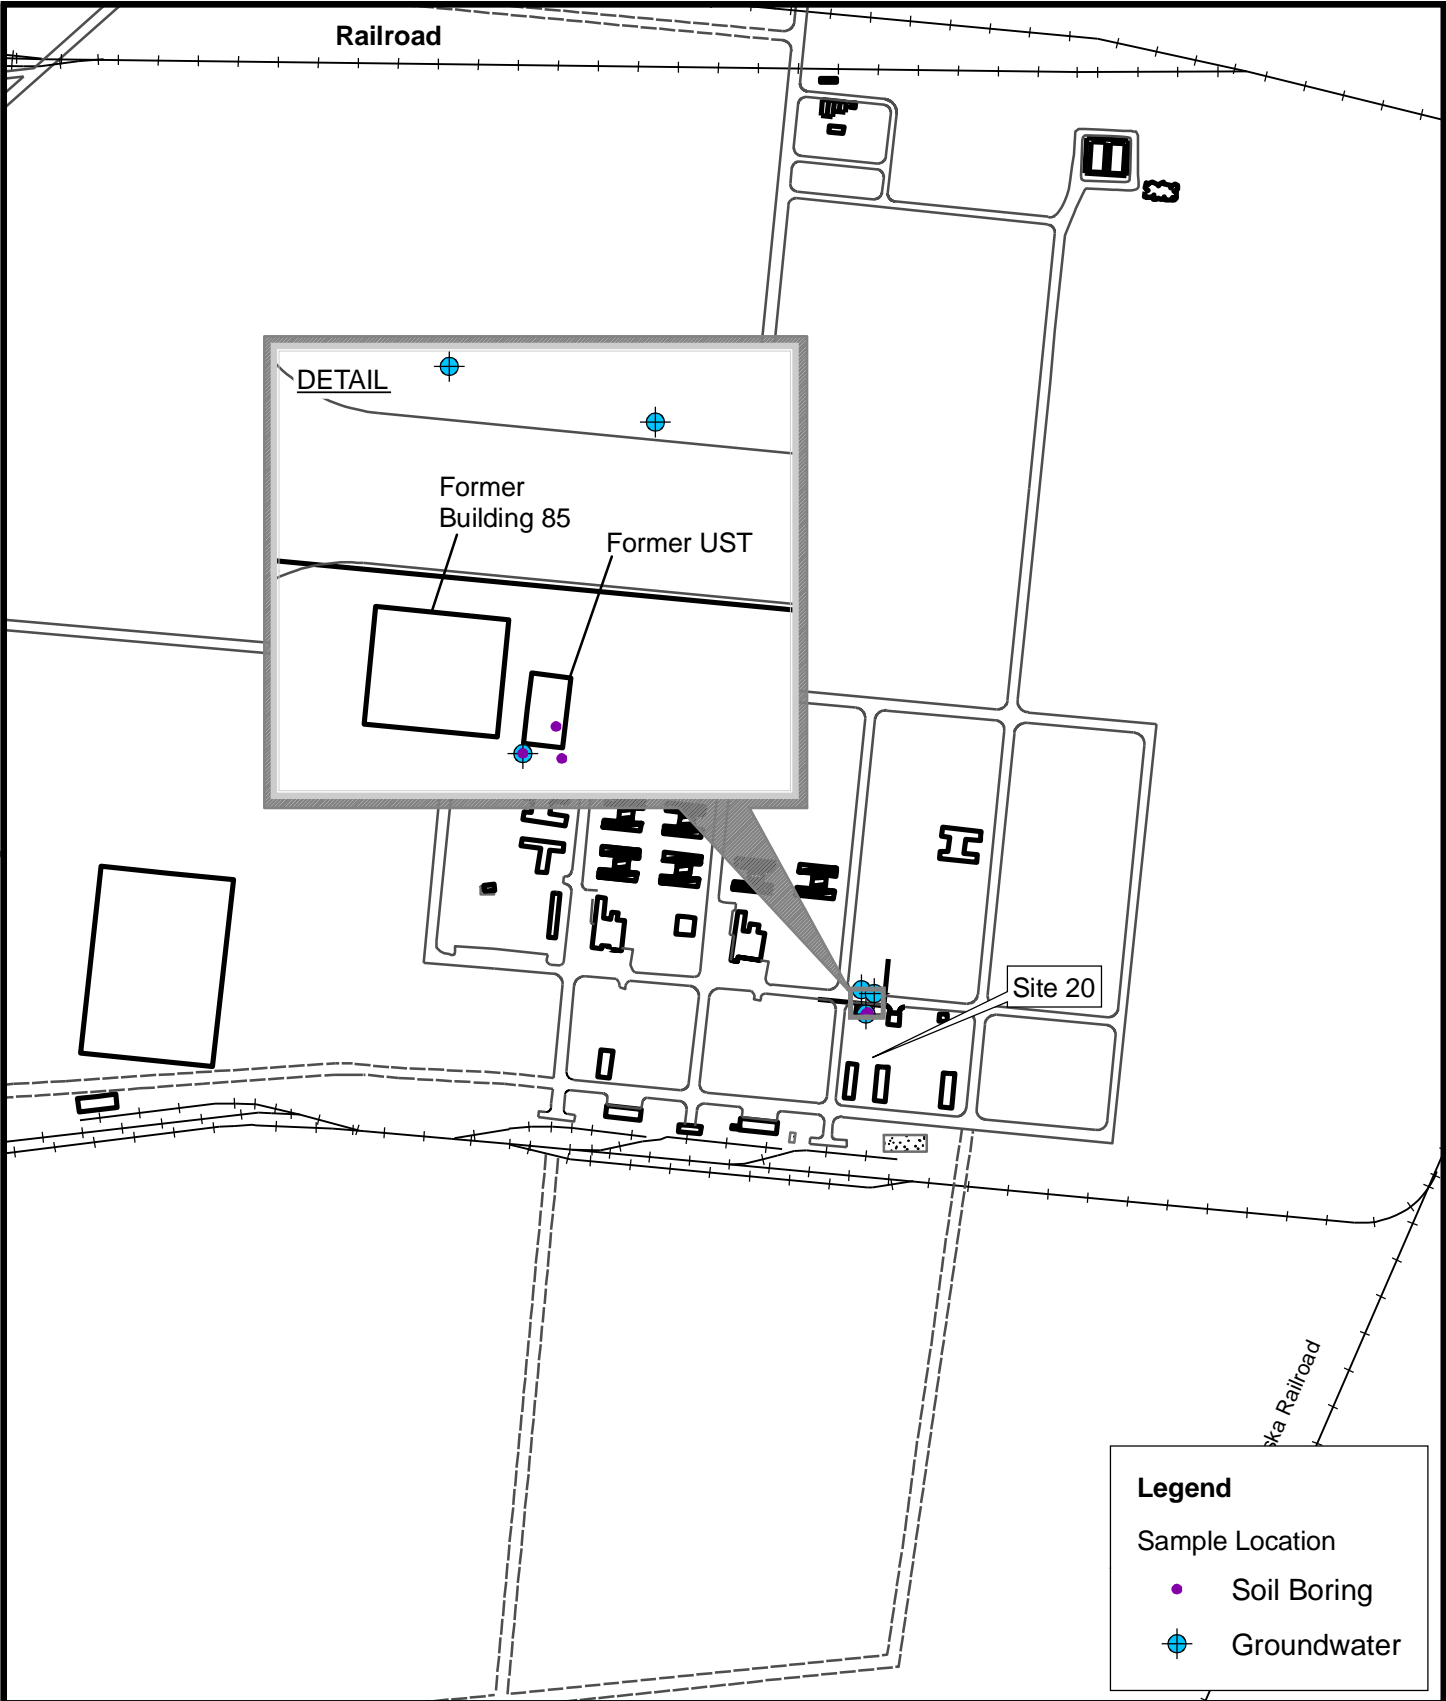 Railroad
DETAIL
Former
Building 85
Former UST
Site 20
ska Railroad
Legend
Sample Location
Soil Boring
Groundwater